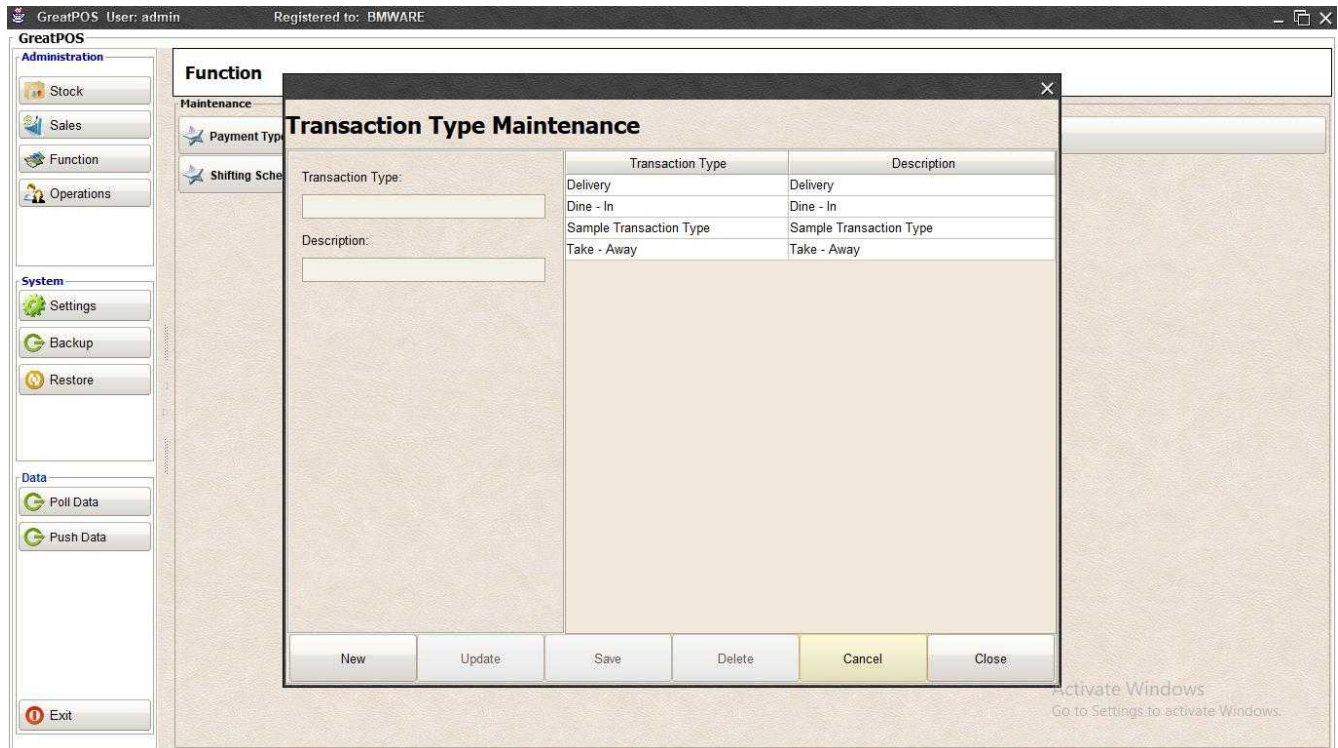 GreatPOS User: admin Registered to: BMWARE
GreatPOS
Administration
Stock
Sales
Function
Operations
System
Settings
Backup
Restore
Data
Poll Data
Push Data
Exit
Function
Maintenance
Payment Typ
Shifting Sche
Transaction Type Maintenance
Transaction Type:
Description:
Transaction Type Description
Delivery Delivery
Dine - In Dine - In
Sample Transaction Type Sample Transaction Type
Take - Away Take - Away
New Update Save Delete Cancel Close
Activate Windows
Go to Settings to activate Windows.